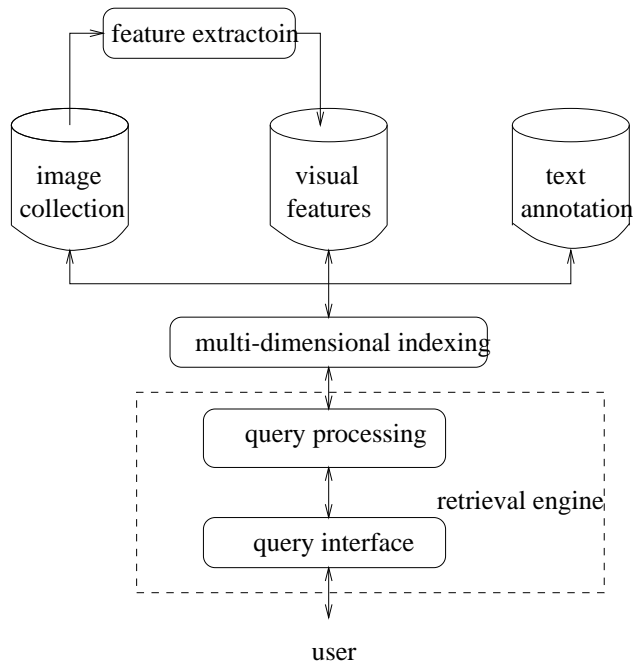 feature extractoin
image
collection
visual
features
text
annotation
multi-dimensional indexing
query processing
retrieval engine
query interface
user